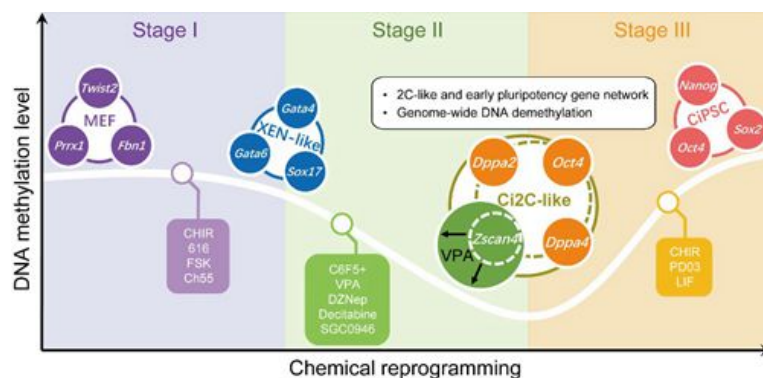 Stage I
Stage II
Stage III
DNA methylation level
Twist2
MEF
Prrx1
Fbn1
CHIR
616
FSK
Ch55
Gata4
XEN-like
Gata6
Sox17
C6F5+
VPA
DZNep
Decitabine
SGC0946
• 2C-like and early pluripotency gene network
• Genome-wide DNA demethylation
Dppa2
Oct4
Ci2C-like
Zscan4
VPA
Dppa4
Nanog
CiPSC
Oct4
Sox2
CHIR
PD03
LIF
Chemical reprogramming